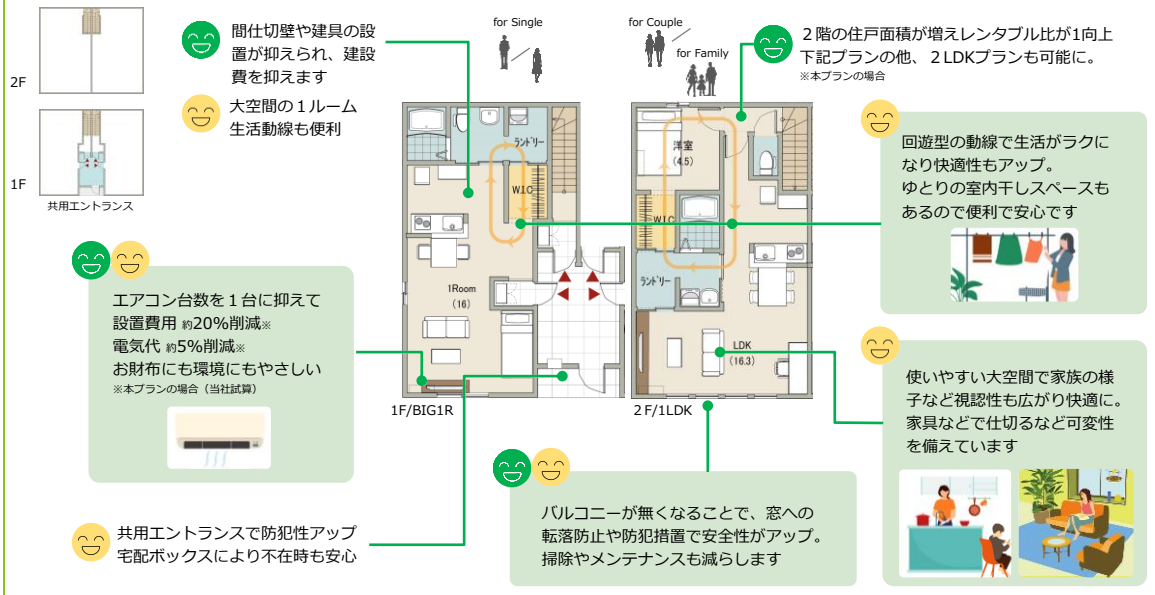 2F
1F
共用エントランス
間仕切壁や建具の設
置が抑えられ、建設
費を抑えます
大空間の１ルーム
生活動線も便利
for Single
for Couple
for Family
２階の住戸面積が増えレンタブル比が1向上
下記プランの他、２LDKプランも可能に。
※本プランの場合
ﾗﾝﾄﾞﾘｰ
W.I.C
1Room
(16)
1F/BIG1R
洋室
(4.5)
W.I.C
ﾗﾝﾄﾞﾘｰ
LDK
(16.3)
２F/1LDK
回遊型の動線で生活がラクに
なり快適性もアップ。
ゆとりの室内干しスペースも
あるので便利で安心です
エアコン台数を１台に抑えて
設置費用 約20%削減※
電気代 約5%削減※
お財布にも環境にもやさしい
※本プランの場合（当社試算）
使いやすい大空間で家族の様
子など視認性も広がり快適に。
家具などで仕切るなど可変性
を備えています
バルコニーが無くなることで、窓への
転落防止や防犯措置で安全性がアップ。
掃除やメンテナンスも減らします
共用エントランスで防犯性アップ
宅配ボックスにより不在時も安心